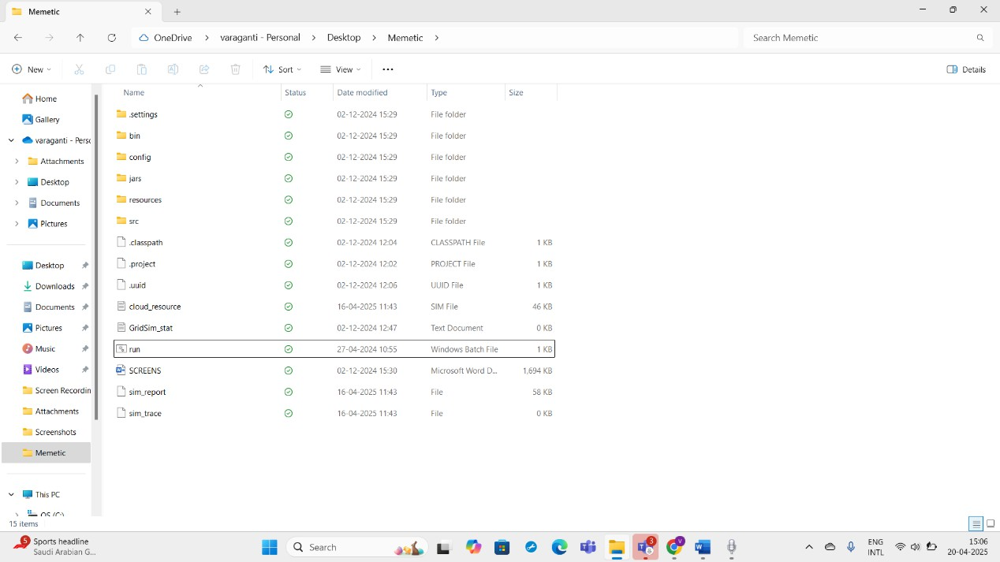 Memetic
OneDrive > varaganti - Personal > Desktop > Memetic >
Search Memetic
New
Sort
View
Details
Name Status Date modified Type Size
Home
Gallery
varaganti - Perso
Attachments
Desktop
Documents
Pictures
Desktop
Downloads
Documents
Pictures
Music
Videos
Screen Recordin
Attachments
Screenshots
Memetic
This PC
OS (C:)
.settings 02-12-2024 15:29 File folder
bin 02-12-2024 15:29 File folder
config 02-12-2024 15:29 File folder
jars 02-12-2024 15:29 File folder
resources 02-12-2024 15:29 File folder
src 02-12-2024 15:29 File folder
.classpath 02-12-2024 12:04 CLASSPATH File 1 KB
.project 02-12-2024 12:02 PROJECT File 1 KB
.uuid 02-12-2024 12:06 UUID File 1 KB
cloud_resource 16-04-2025 11:43 SIM File 46 KB
GridSim_stat 02-12-2024 12:47 Text Document 0 KB
run 27-04-2024 10:55 Windows Batch File 1 KB
SCREENS 02-12-2024 15:30 Microsoft Word D... 1,694 KB
sim_report 16-04-2025 11:43 File 58 KB
sim_trace 16-04-2025 11:43 File 0 KB
15 items
5
Sports headline
Saudi Arabian G...
Search
3
V
ENG
INTL
15:06
20-04-2025